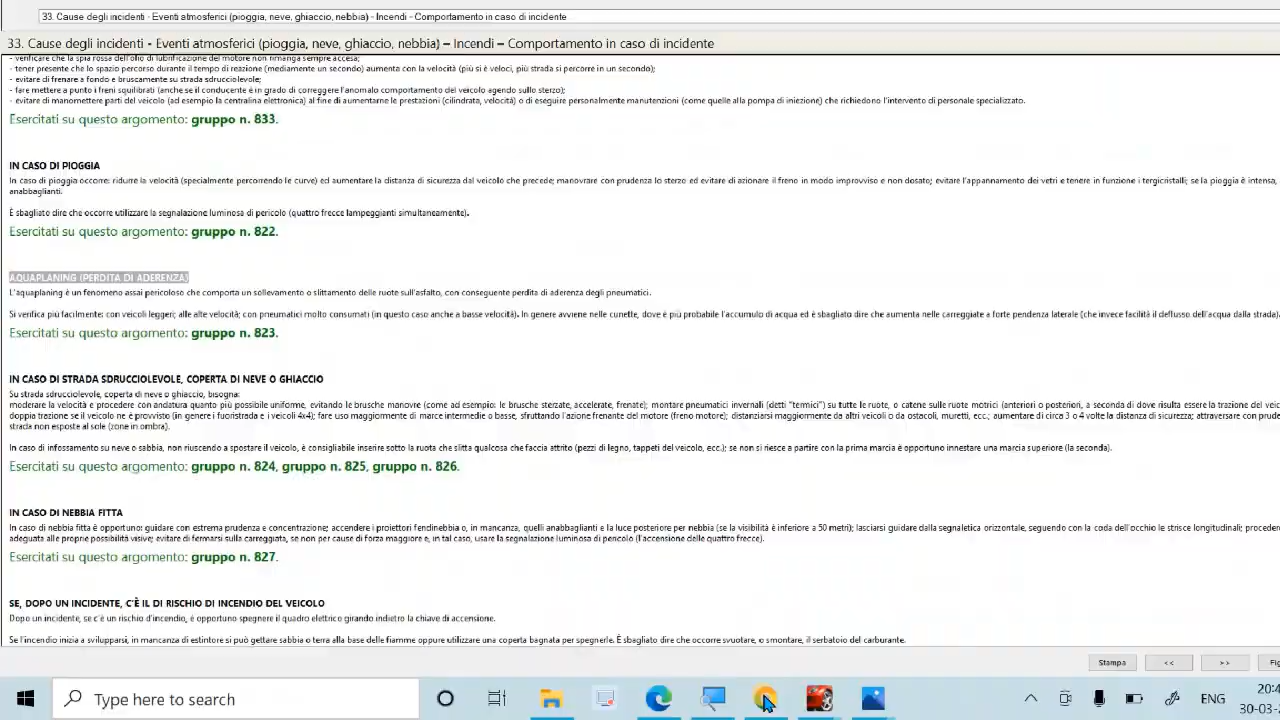 33. Cause degli incidenti - Eventi atmosferici (pioggia, neve, ghiaccio, nebbia) - Incendi - Comportamento in caso di incidente
33. Cause degli incidenti - Eventi atmosferici (pioggia, neve, ghiaccio, nebbia) – Incendi – Comportamento in caso di incidente
- verificare che la spia rossa dell'olio di lubrificazione del motore non rimanga sempre accesa;
- tener presente che lo spazio percorso durante il tempo di reazione (mediamente un secondo) aumenta con la velocità (più si è veloci, più strada si percorre in un secondo);
- evitare di frenare a fondo e bruscamente su strada sdrucciolevole;
- fare mettere a punto i freni squilibrati (anche se il conducente è in grado di correggere l'anomalo comportamento del veicolo agendo sullo sterzo);
- evitare di manomettere parti del veicolo (ad esempio la centralina elettronica) al fine di aumentarne le prestazioni (cilindrata, velocità) o di eseguire personalmente manutenzioni (come quelle alla pompa di iniezione) che richiedono l'intervento di personale specializzato.
Esercitati su questo argomento: gruppo n. 833.
IN CASO DI PIOGGIA
In caso di pioggia occorre: ridurre la velocità (specialmente percorrendo le curve) ed aumentare la distanza di sicurezza dal veicolo che precede; manovrare con prudenza lo sterzo ed evitare di azionare il freno in modo improvviso e non dosato; evitare l'appannamento dei vetri e tenere in funzione i tergicristalli; se la pioggia è intensa,
anabbaglianti.
È sbagliato dire che occorre utilizzare la segnalazione luminosa di pericolo (quattro frecce lampeggianti simultaneamente).
Esercitati su questo argomento: gruppo n. 822.
AQUAPLANING (PERDITA DI ADERENZA)
L'aquaplaning è un fenomeno assai pericoloso che comporta un sollevamento o slittamento delle ruote sull'asfalto, con conseguente perdita di aderenza degli pneumatici.
Si verifica più facilmente: con veicoli leggeri; alle alte velocità; con pneumatici molto consumati (in questo caso anche a basse velocità). In genere avviene nelle cunette, dove è più probabile l'accumulo di acqua ed è sbagliato dire che aumenta nelle carreggiate a forte pendenza laterale (che invece facilità il deflusso dell'acqua dalla strada).
Esercitati su questo argomento: gruppo n. 823.
IN CASO DI STRADA SDRUCCIOLEVOLE, COPERTA DI NEVE O GHIACCIO
Su strada sdrucciolevole, coperta di neve o ghiaccio, bisogna:
moderare la velocità e procedere con andatura quanto più possibile uniforme, evitando le brusche manovre (come ad esempio: le brusche sterzate, accelerate, frenate); montare pneumatici invernali (detti "termici") su tutte le ruote, o catene sulle ruote motrici (anteriori o posteriori, a seconda di dove risulta essere la trazione del
doppia trazione se il veicolo ne è provvisto (in genere i fuoristrada e i veicoli 4x4); fare uso maggiormente di marce intermedie o basse, sfruttando l'azione frenante del motore (freno motore); distanziarsi maggiormente da altri veicoli o da ostacoli, muretti, ecc.; aumentare di circa 3 o 4 volte la distanza di sicurezza; attraversare con
strada non esposte al sole (zone in ombra).
In caso di infossamento su neve o sabbia, non riuscendo a spostare il veicolo, è consigliabile inserire sotto la ruota che slitta qualcosa che faccia attrito (pezzi di legno, tappeti del veicolo, ecc.); se non si riesce a partire con la prima marcia è opportuno innestare una marcia superiore (la seconda).
Esercitati su questo argomento: gruppo n. 824, gruppo n. 825, gruppo n. 826.
IN CASO DI NEBBIA FITTA
In caso di nebbia fitta è opportuno: guidare con estrema prudenza e concentrazione; accendere i proiettori fendinebbia o, in mancanza, quelli anabbaglianti e la luce posteriore per nebbia (se la visibilità è inferiore a 50 metri); lasciarsi guidare dalla segnaletica orizzontale, seguendo con la coda dell'occhio le strisce longitudinali;
adeguata alle proprie possibilità visive; evitare di fermarsi sulla carreggiata, se non per cause di forza maggiore e, in tal caso, usare la segnalazione luminosa di pericolo (l'accensione delle quattro frecce).
Esercitati su questo argomento: gruppo n. 827.
SE, DOPO UN INCIDENTE, C'È IL DI RISCHIO DI INCENDIO DEL VEICOLO
Dopo un incidente, se c'è un rischio d'incendio, è opportuno spegnere il quadro elettrico girando indietro la chiave di accensione.
Se l'incendio inizia a svilupparsi, in mancanza di estintore si può gettare sabbia o terra alla base delle fiamme oppure utilizzare una coperta bagnata per spegnerle. È sbagliato dire che occorre svuotare, o smontare, il serbatoio del carburante.
Stampa << >>
Type here to search
ENG